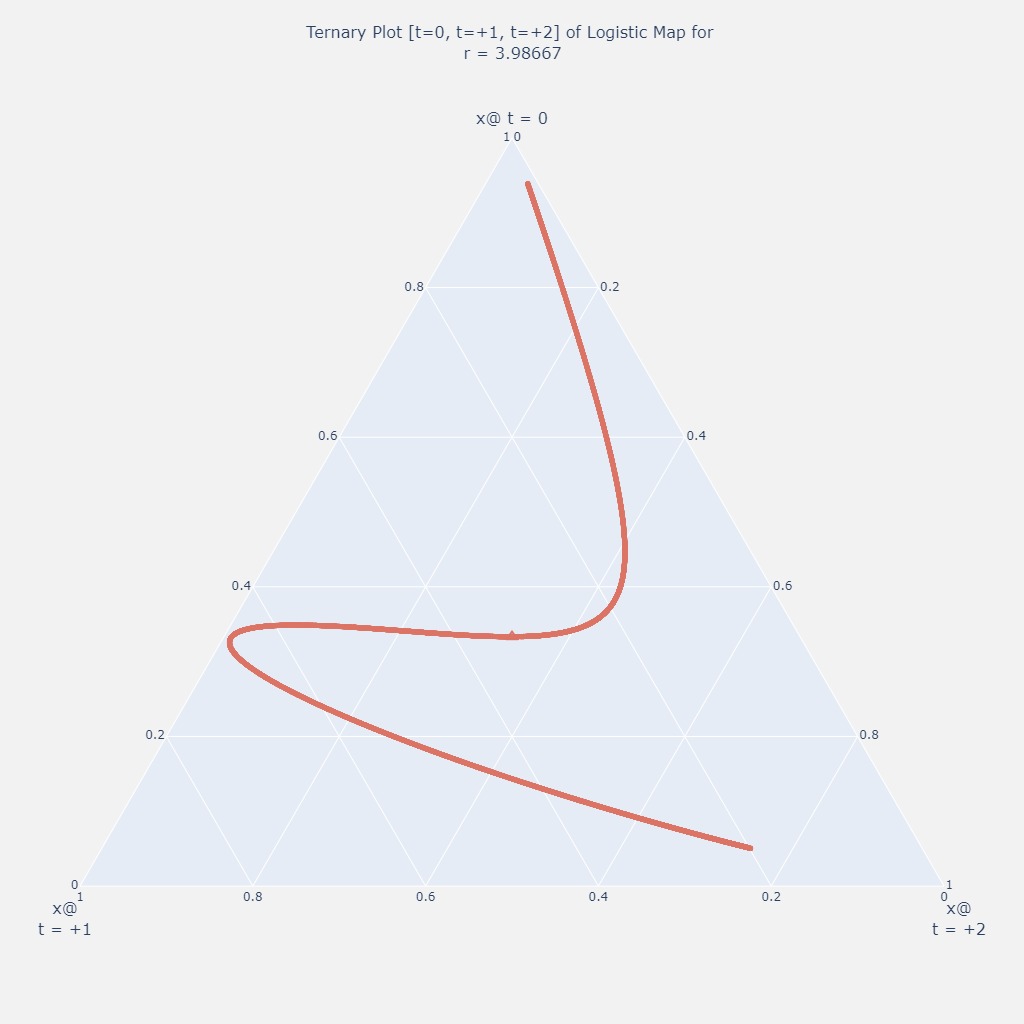 Ternary Plot [t=0, t=+1, t=+2] of Logistic Map for
r = 3.98667
x@ t = 0
1 0
0.8 0.2
0.6 0.4
0.4 0.6
0.2 0.8
0 1
1 0.8 0.6 0.4 0.2 0
x@ x@
t = +1 t = +2